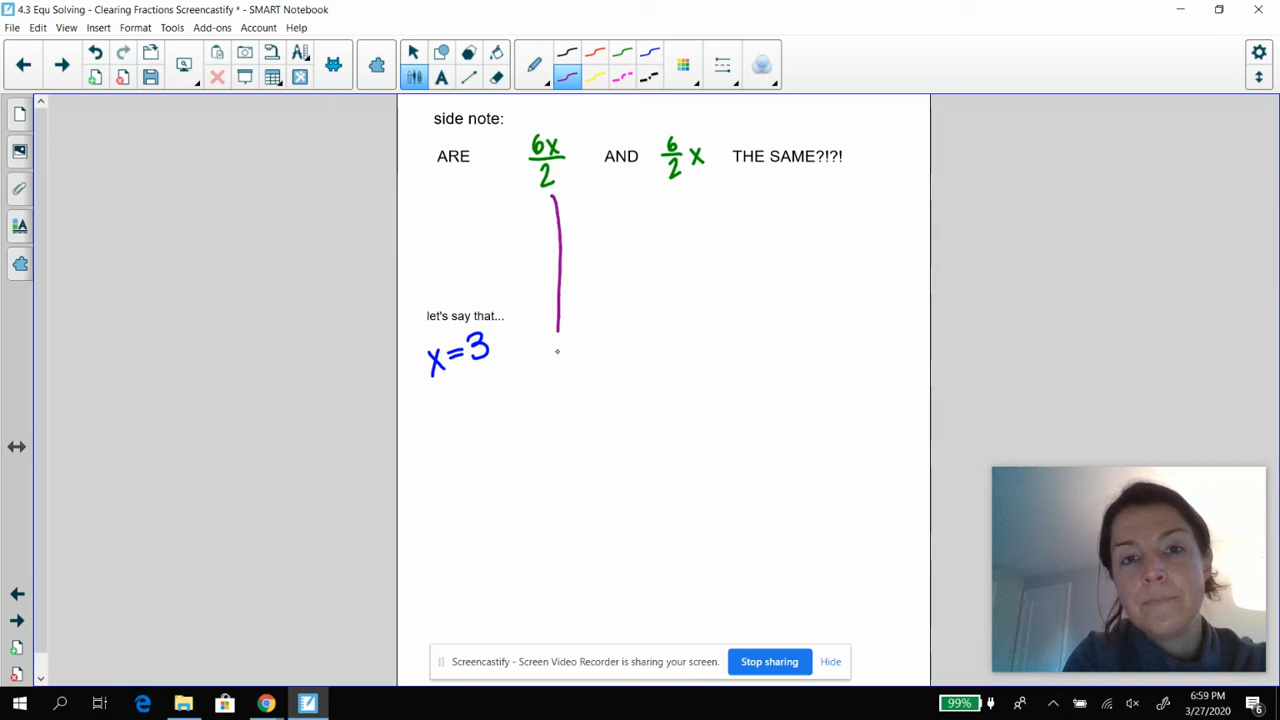 4.3 Equ Solving - Clearing Fractions Screencastify * - SMART Notebook
File Edit View Insert Format Tools Add-ons Account Help
side note:
ARE 6x/2 AND 6/2 x THE SAME?!?!
let's say that...
x=3
Screencastify - Screen Video Recorder is sharing your screen. Stop sharing Hide
99%
6:59 PM
3/27/2020
6